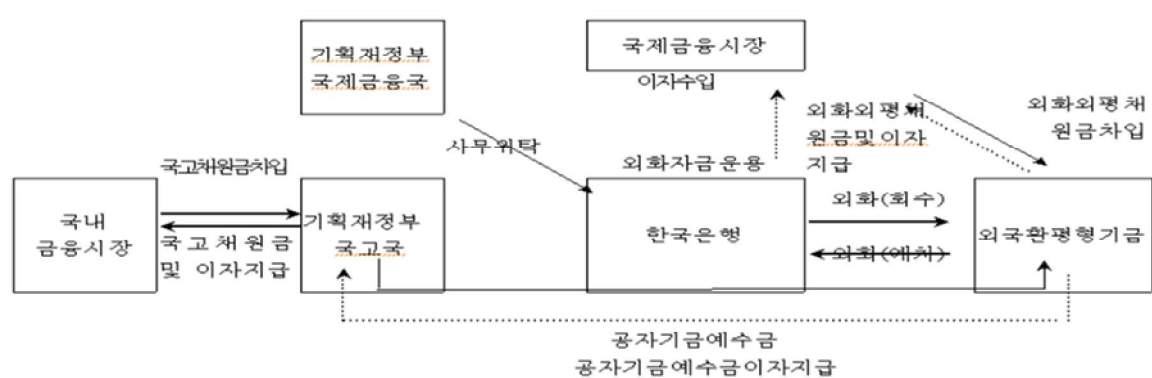 기획재정부
국제금융국
국제금융시장
이자수입
외화외평채
원금및이자
지급
외화외평채
원금차입
사무위탁
국고채원금차입
외화자금운용
국내
금융시장
국고채원금
및 이자지급
기획재정부
국고국
한국은행
외화(회수)
외화(예치)
외국환평형기금
공자기금예수금
공자기금예수금이자지급